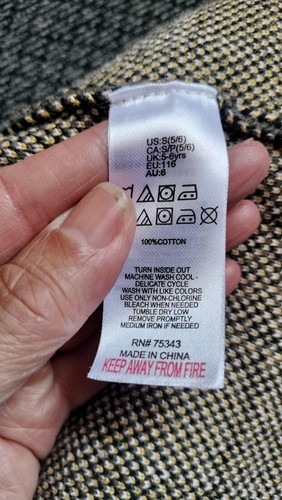 US:S(5/6)
CA:S/P(5/6)
UK:5-6yrs
EU:116
AU:6
100%COTTON
TURN INSIDE OUT
MACHINE WASH COOL -
DELICATE CYCLE
WASH WITH LIKE COLORS
USE ONLY NON-CHLORINE
BLEACH WHEN NEEDED
TUMBLE DRY LOW
REMOVE PROMPTLY
MEDIUM IRON IF NEEDED
RN# 75343
MADE IN CHINA
KEEP AWAY FROM FIRE